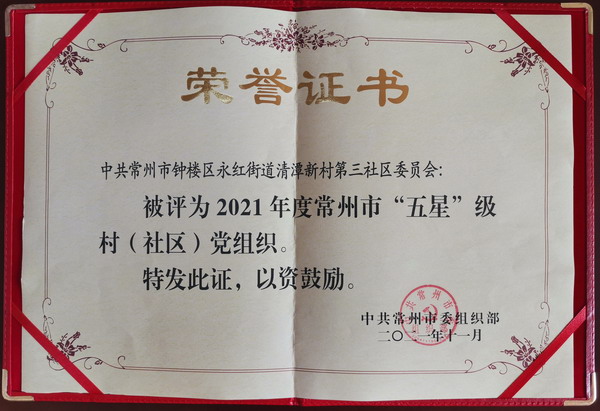 荣誉证书
中共常州市钟楼区永红街道清潭新村第三社区委员会:
被评为2021年度常州市“五星”级
村（社区）党组织。
特发此证，以资鼓励。
中共常州市委组织部
二〇二一年十一月